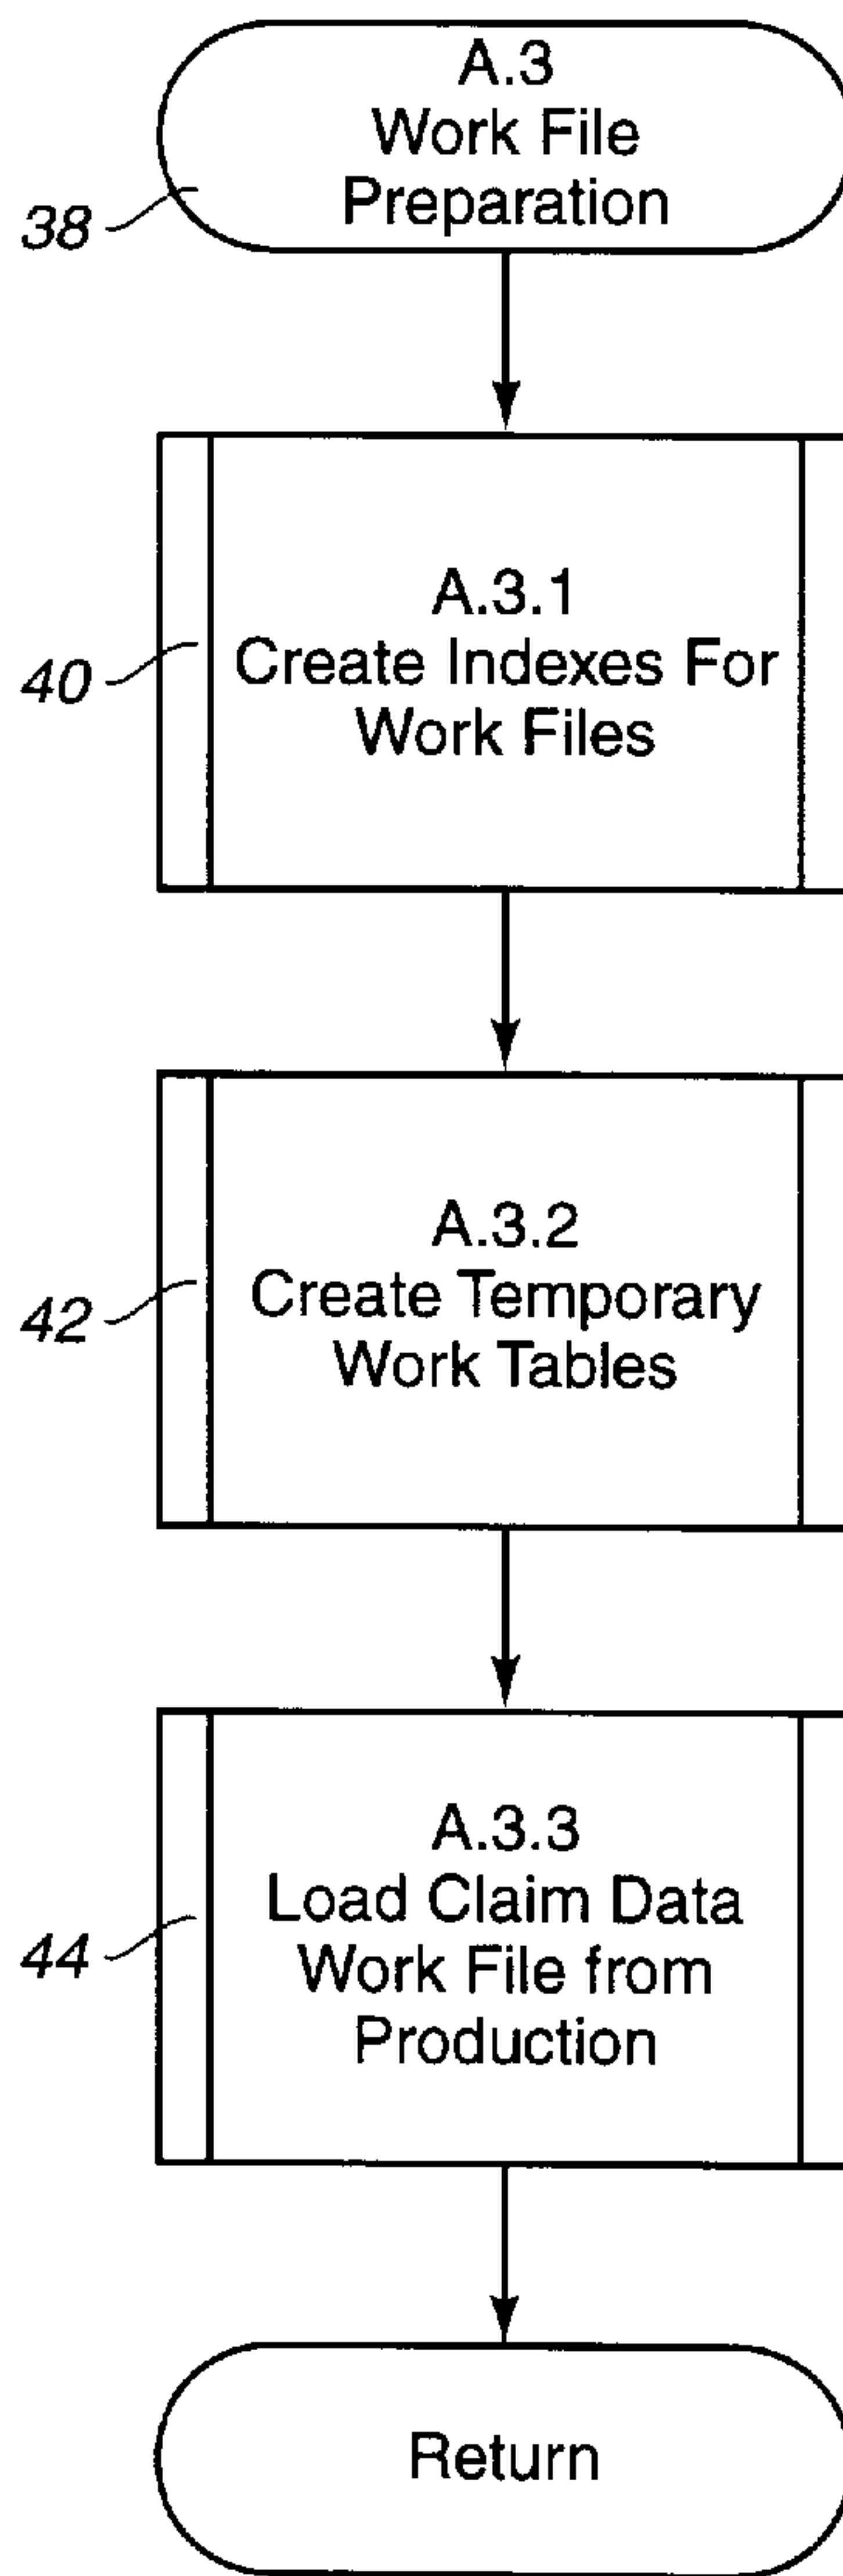 A.3
Work File
Preparation
38
A.3.1
Create Indexes For
Work Files
40
A.3.2
Create Temporary
Work Tables
42
A.3.3
Load Claim Data
Work File from
Production
44
Return